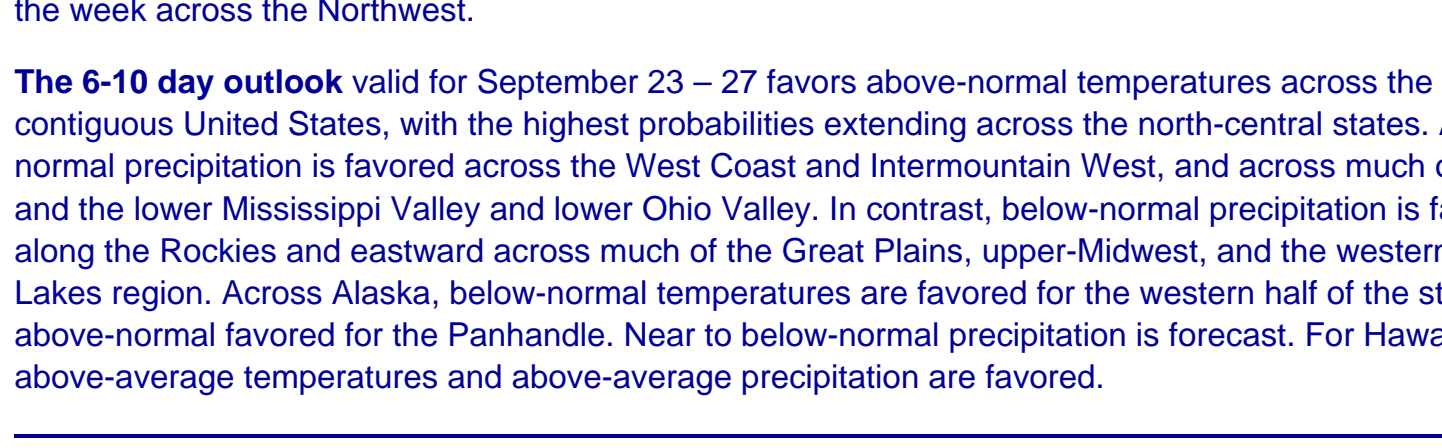 the week across the Northwest.
The 6-10 day outlook valid for September 23 – 27 favors above-normal temperatures across the
contiguous United States, with the highest probabilities extending across the north-central states.
normal precipitation is favored across the West Coast and Intermountain West, and across much
and the lower Mississippi Valley and lower Ohio Valley. In contrast, below-normal precipitation is
along the Rockies and eastward across much of the Great Plains, upper-Midwest, and the western
Lakes region. Across Alaska, below-normal temperatures are favored for the western half of the
above-normal favored for the Panhandle. Near to below-normal precipitation is forecast. For
above-average temperatures and above-average precipitation are favored.